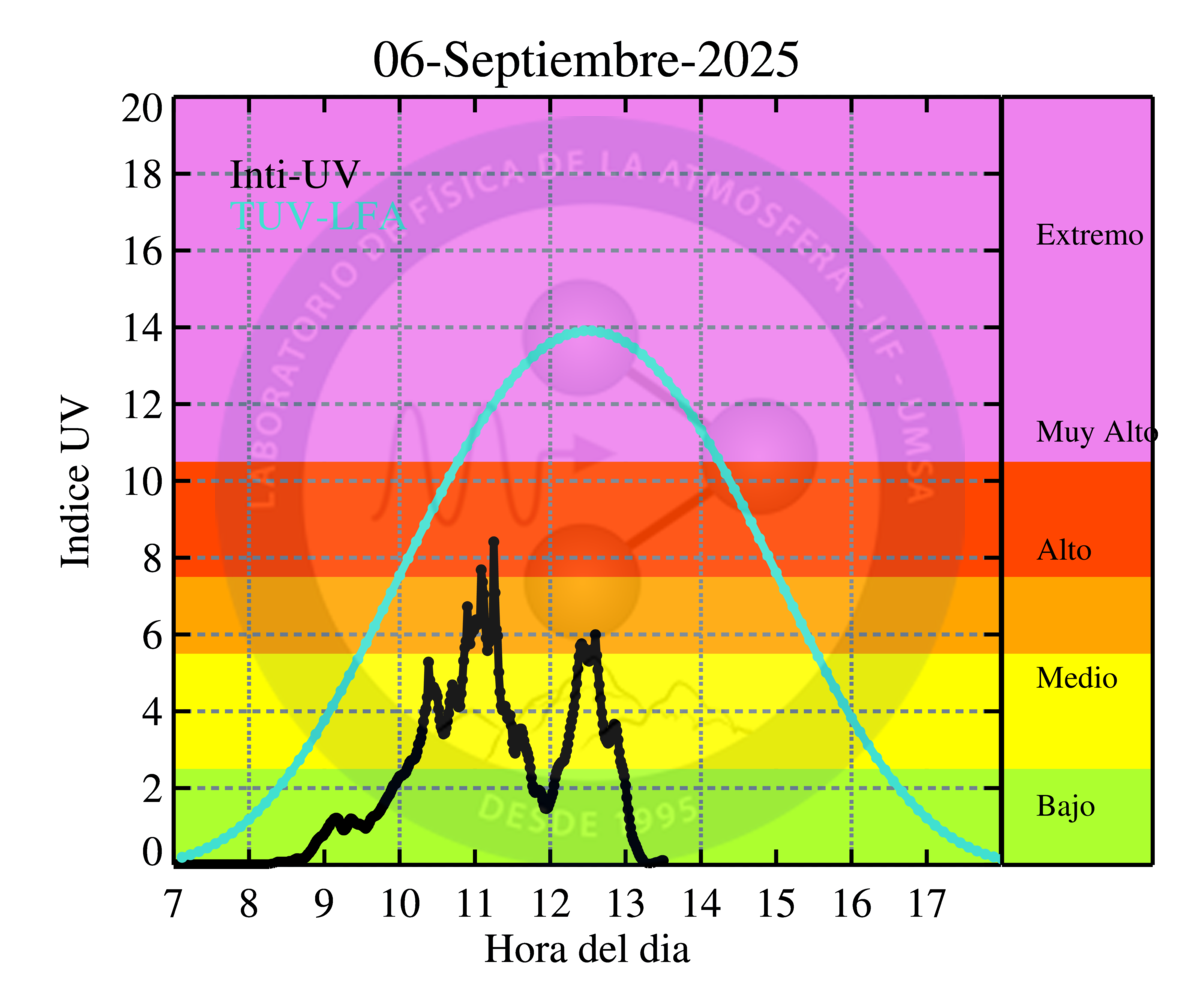 06-Septiembre-2025
20
18
16
14
12
10
8
6
4
2
0
Indice UV
Inti-UV
TUV-LFA
LABORATORIO DE FÍSICA DE LA ATMÓSFERA - IIF - UMSA
DESDE 1995
Extremo
Muy Alto
Alto
Medio
Bajo
7 8 9 10 11 12 13 14 15 16 17
Hora del dia